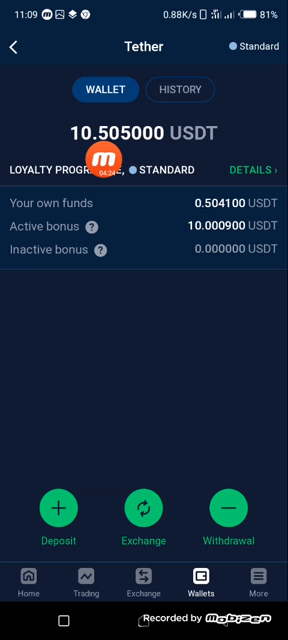 11:09 0.88K/s 81%
Tether Standard
WALLET HISTORY
10.505000 USDT
04:24
LOYALTY PROGR E, STANDARD DETAILS ›
Your own funds 0.504100 USDT
Active bonus ? 10.000900 USDT
Inactive bonus ? 0.000000 USDT
Deposit Exchange Withdrawal
Home Trading Exchange Wallets More
Recorded by MOBIZEN